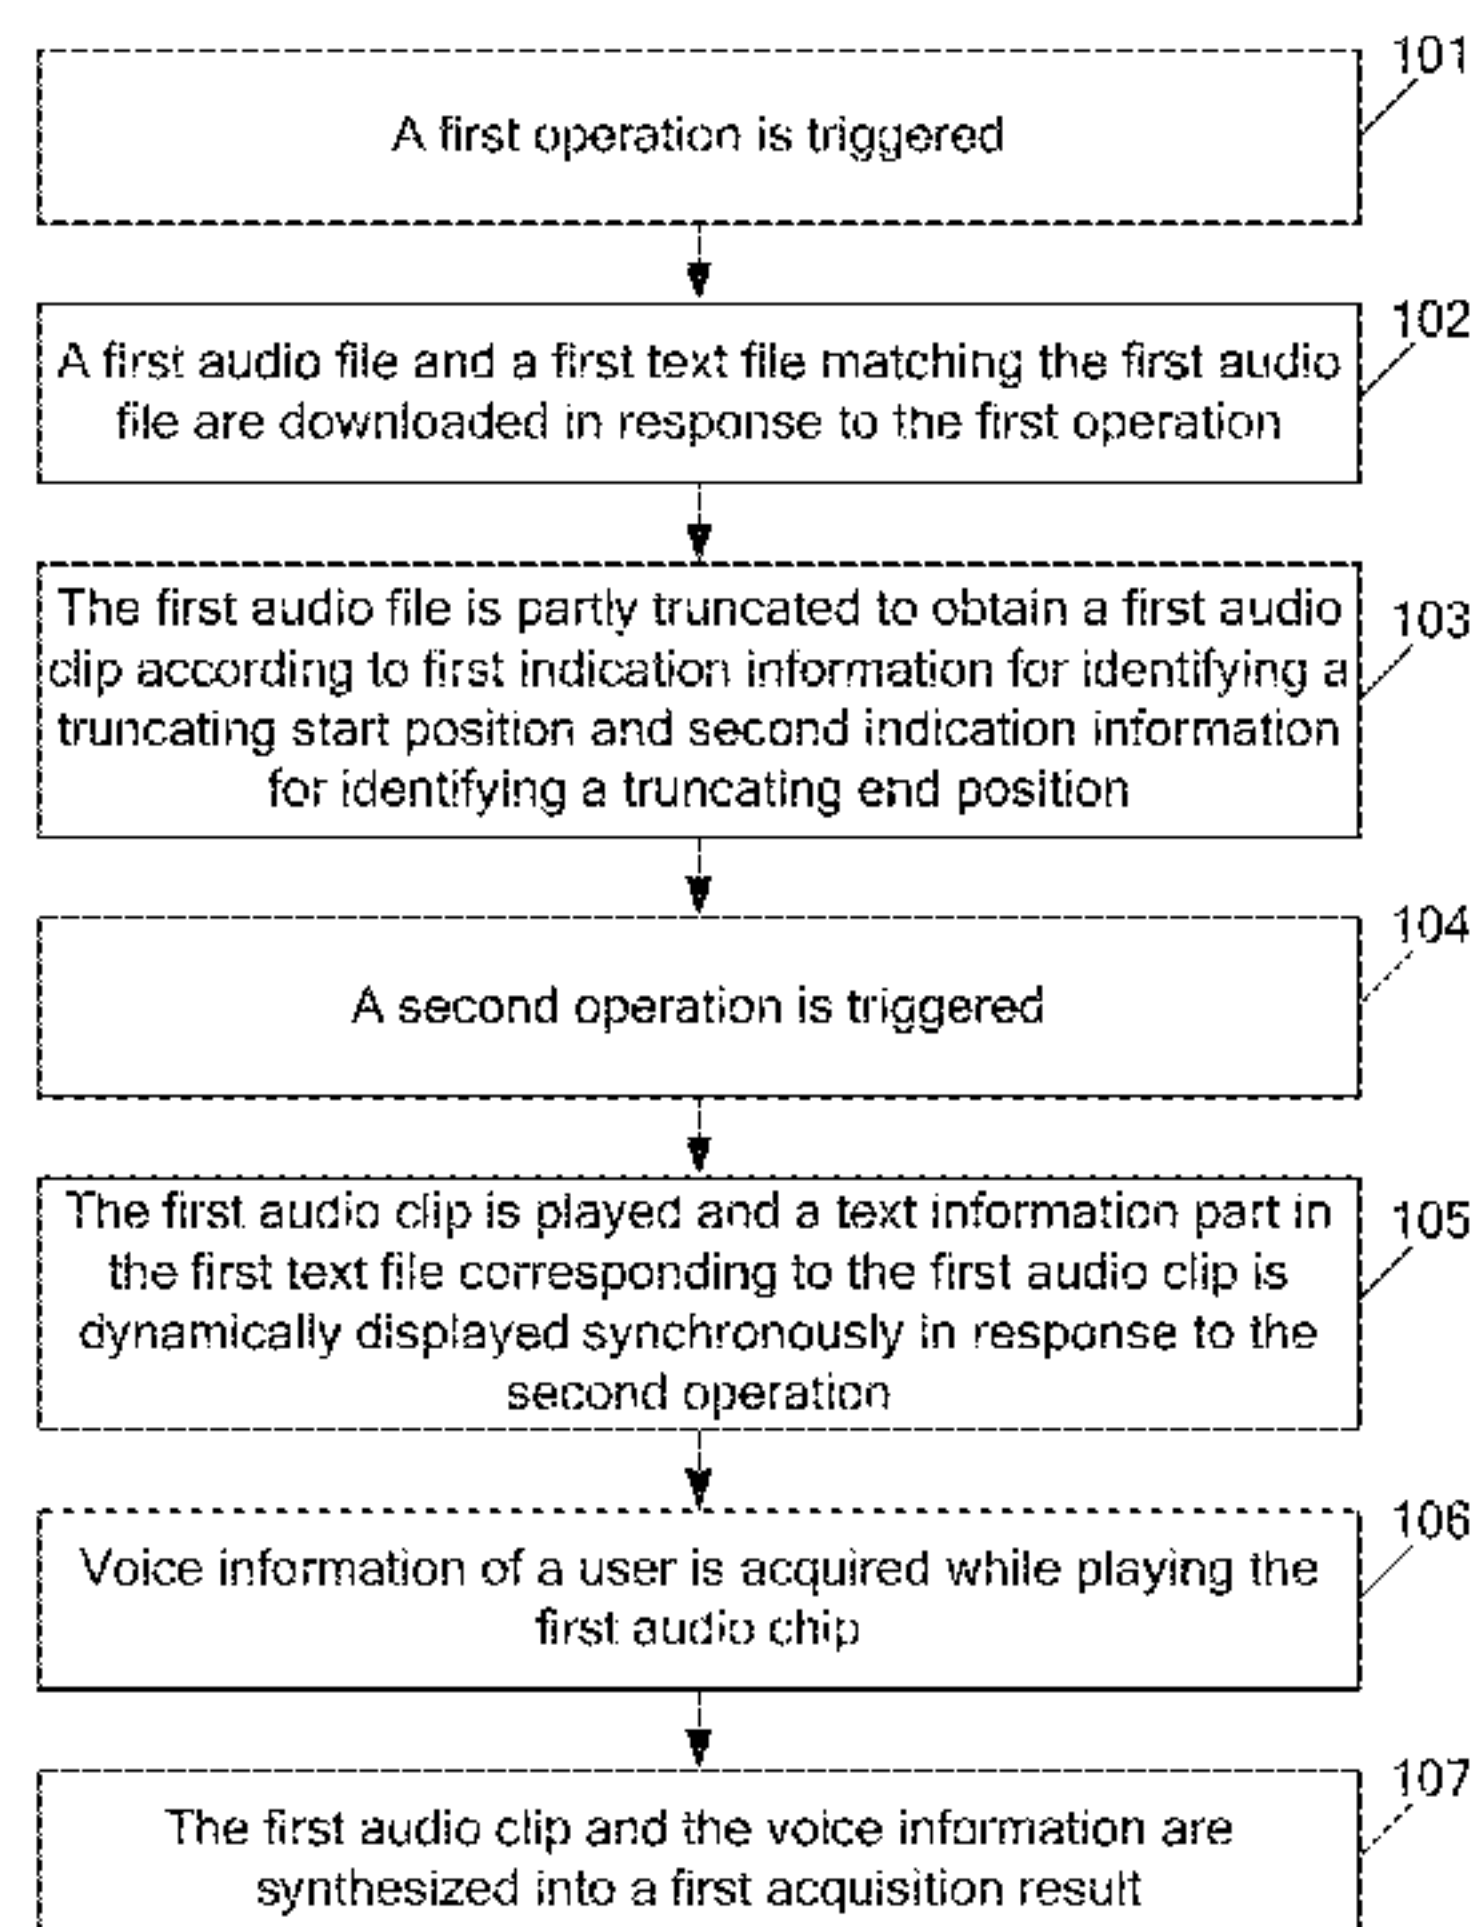 101
A first operation is triggered
102
A first audio file and a first text file matching the first audio
file are downloaded in response to the first operation
103
The first audio file is partly truncated to obtain a first audio
clip according to first indication information for identifying a
truncating start position and second indication information
for identifying a truncating end position
104
A second operation is triggered
105
The first audio clip is played and a text information part in
the first text file corresponding to the first audio clip is
dynamically displayed synchronously in response to the
second operation
106
Voice information of a user is acquired while playing the
first audio chip
107
The first audio clip and the voice information are
synthesized into a first acquisition result